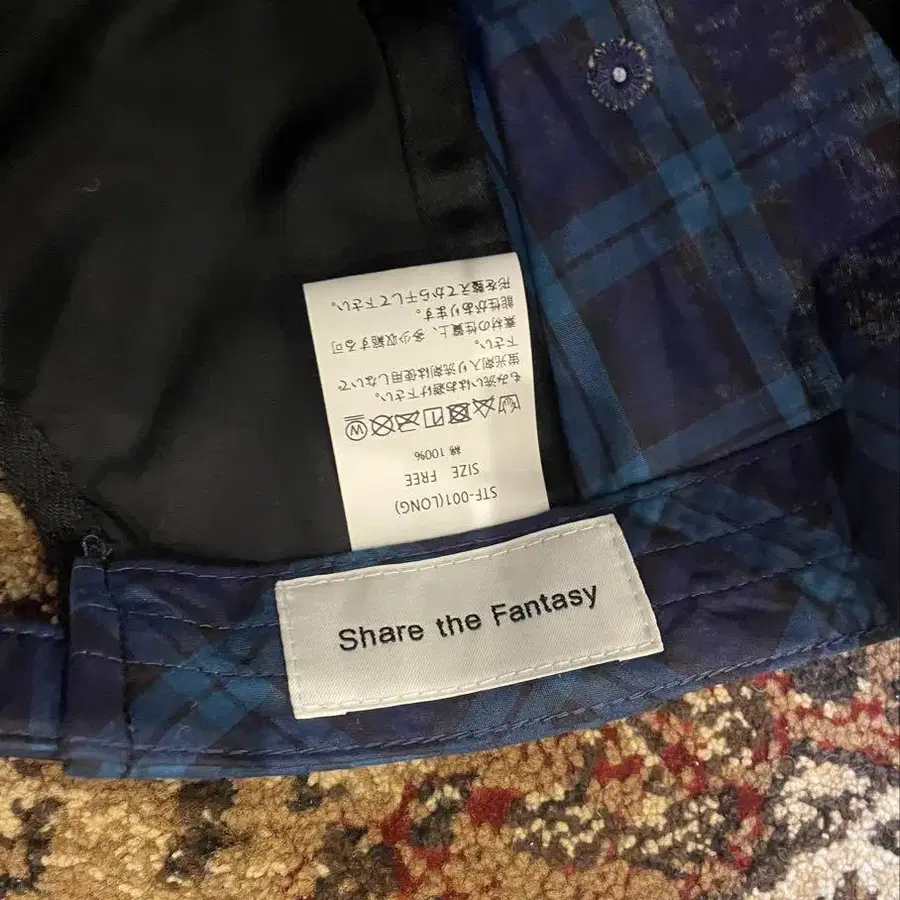 STF-001(LONG)
SIZE FREE
綿 100%
もみ洗いはお避け下さい。
蛍光剤入り洗剤は使用しないで
下さい。
素材の性質上、多少収縮する可
能性があります。
形を整えてから干して下さい。
Share the Fantasy